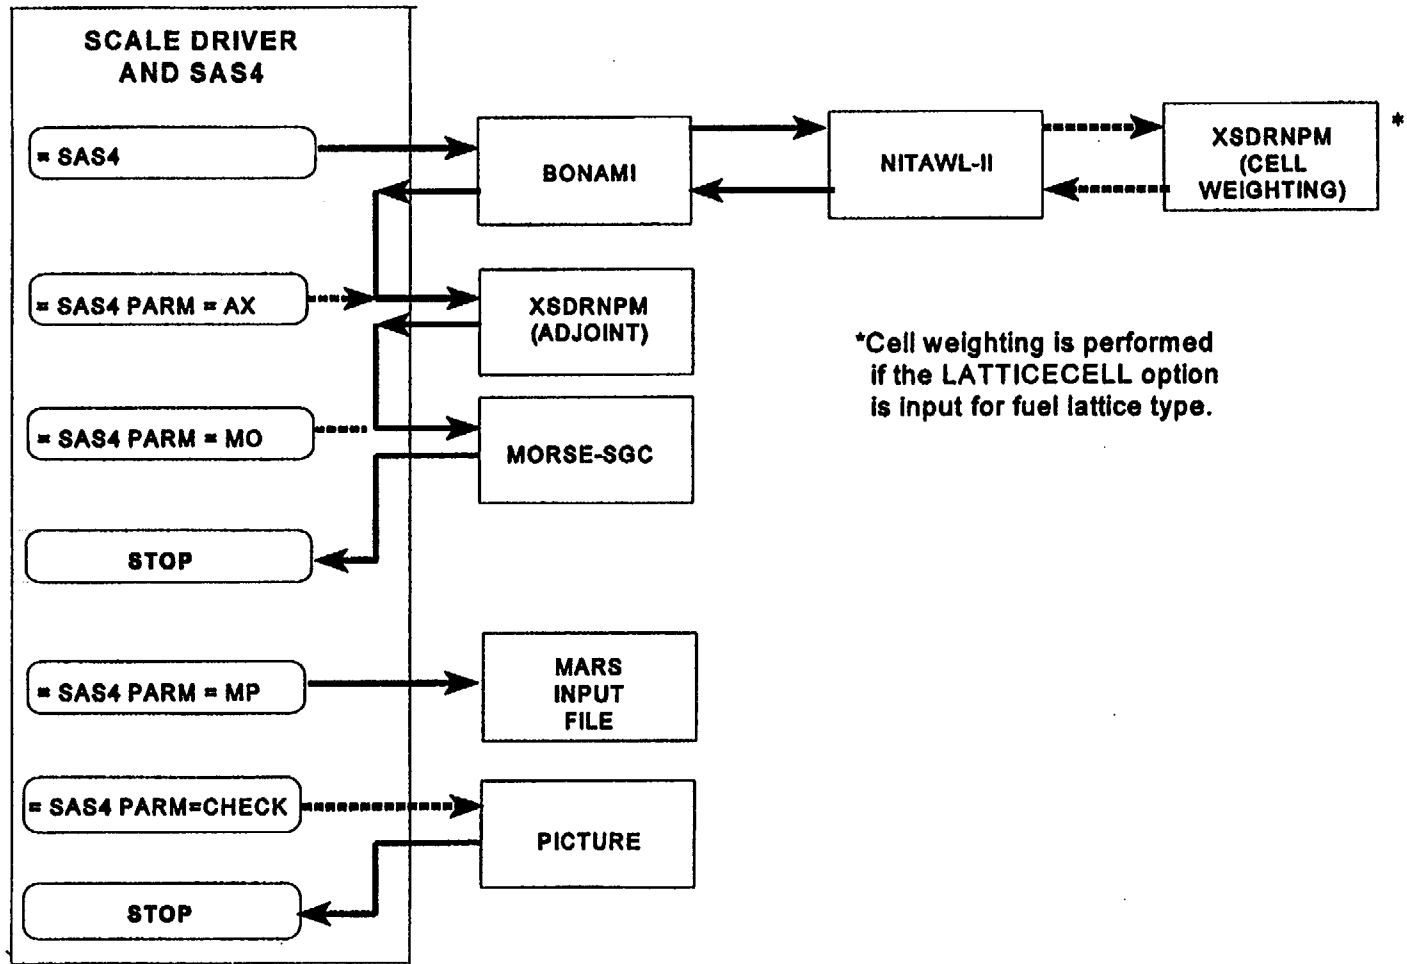 SCALE DRIVER
AND SAS4
= SAS4
BONAMI
NITAWL-II
XSDRNPM
(CELL
WEIGHTING)
*
= SAS4 PARM = AX
XSDRNPM
(ADJOINT)
*Cell weighting is performed
if the LATTICECELL option
is input for fuel lattice type.
= SAS4 PARM = MO
MORSE-SGC
STOP
= SAS4 PARM = MP
MARS
INPUT
FILE
= SAS4 PARM=CHECK
PICTURE
STOP